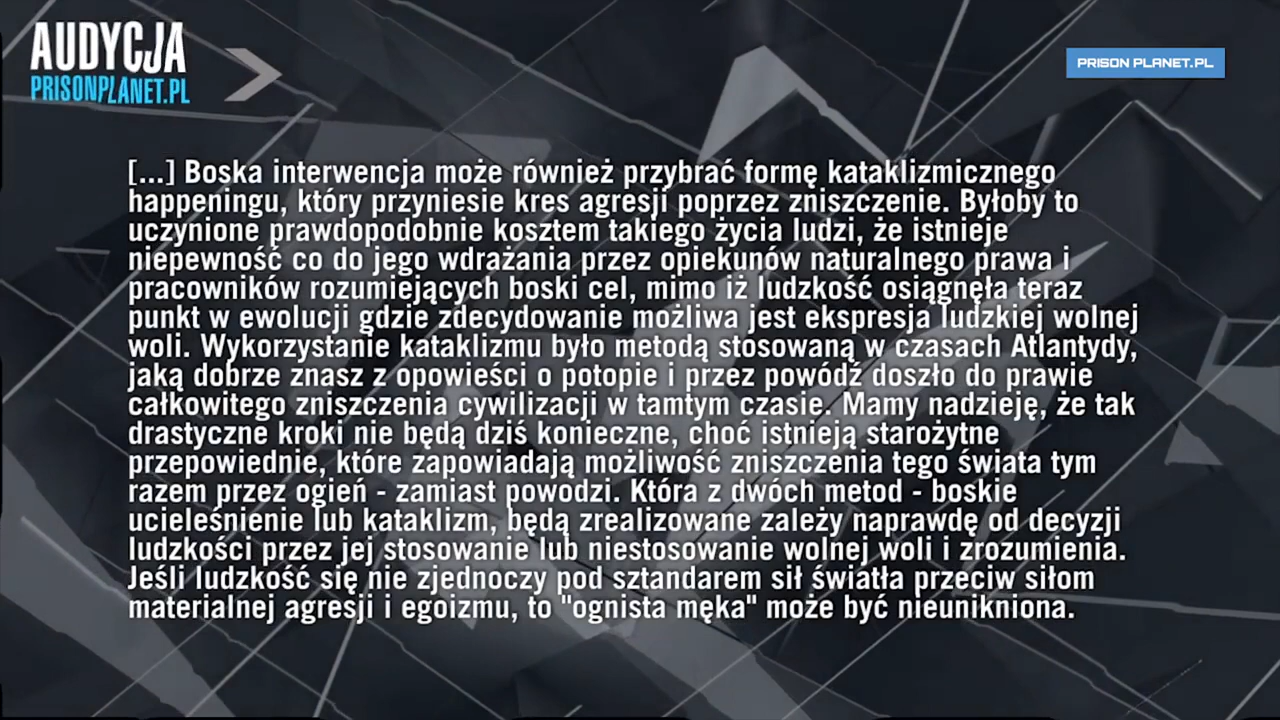 AUDYCJA
PRISONPLANET.PL
PRISON PLANET.PL
[...] Boska interwencja może również przybrać formę kataklizmicznego
happeningu, który przyniesie kres agresji poprzez zniszczenie. Byłoby to
uczynione prawdopodobnie kosztem takiego życia ludzi, że istnieje
niepewność co do jego wdrażania przez opiekunów naturalnego prawa i
pracowników rozumiejących boski cel, mimo iż ludzkość osiągnęła teraz
punkt w ewolucji gdzie zdecydowanie możliwa jest ekspresja ludzkiej wolnej
woli. Wykorzystanie kataklizmu było metodą stosowaną w czasach Atlantydy,
jaką dobrze znasz z opowieści o potopie i przez powódź doszło do prawie
całkowitego zniszczenia cywilizacji w tamtym czasie. Mamy nadzieję, że tak
drastyczne kroki nie będą dziś konieczne, choć istnieją starożytne
przepowiednie, które zapowiadają możliwość zniszczenia tego świata tym
razem przez ogień - zamiast powodzi. Która z dwóch metod - boskie
ucieleśnienie lub kataklizm, będą zrealizowane zależy naprawdę od decyzji
ludzkości przez jej stosowanie lub niestosowanie wolnej woli i zrozumienia.
Jeśli ludzkość się nie zjednoczy pod sztandarem sił światła przeciw siłom
materialnej agresji i egoizmu, to "ognista męka" może być nieunikniona.